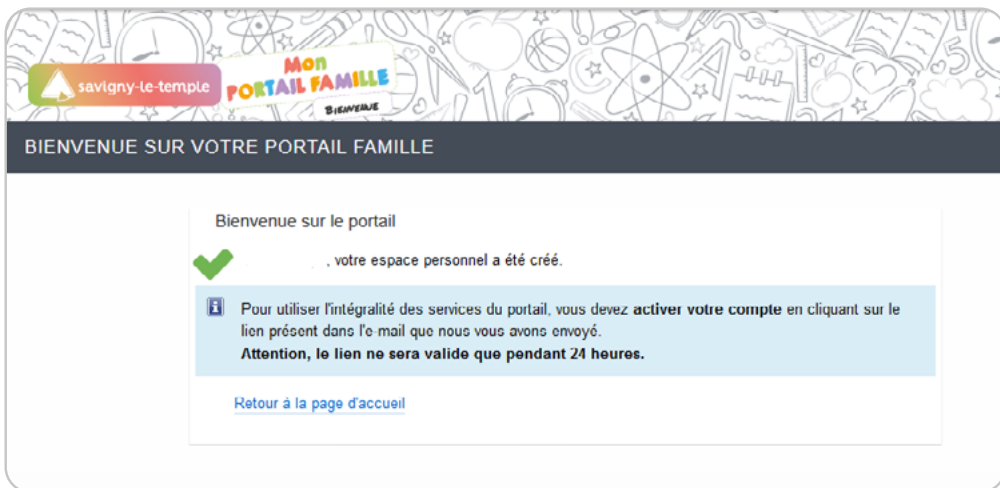 savigny-le-temple
Mon
PORTAIL FAMILLE
BIENVENUE
BIENVENUE SUR VOTRE PORTAIL FAMILLE
Bienvenue sur le portail
, votre espace personnel a été créé.
Pour utiliser l'intégralité des services du portail, vous devez activer votre compte en cliquant sur le
lien présent dans l'e-mail que nous vous avons envoyé.
Attention, le lien ne sera valide que pendant 24 heures.
Retour à la page d'accueil